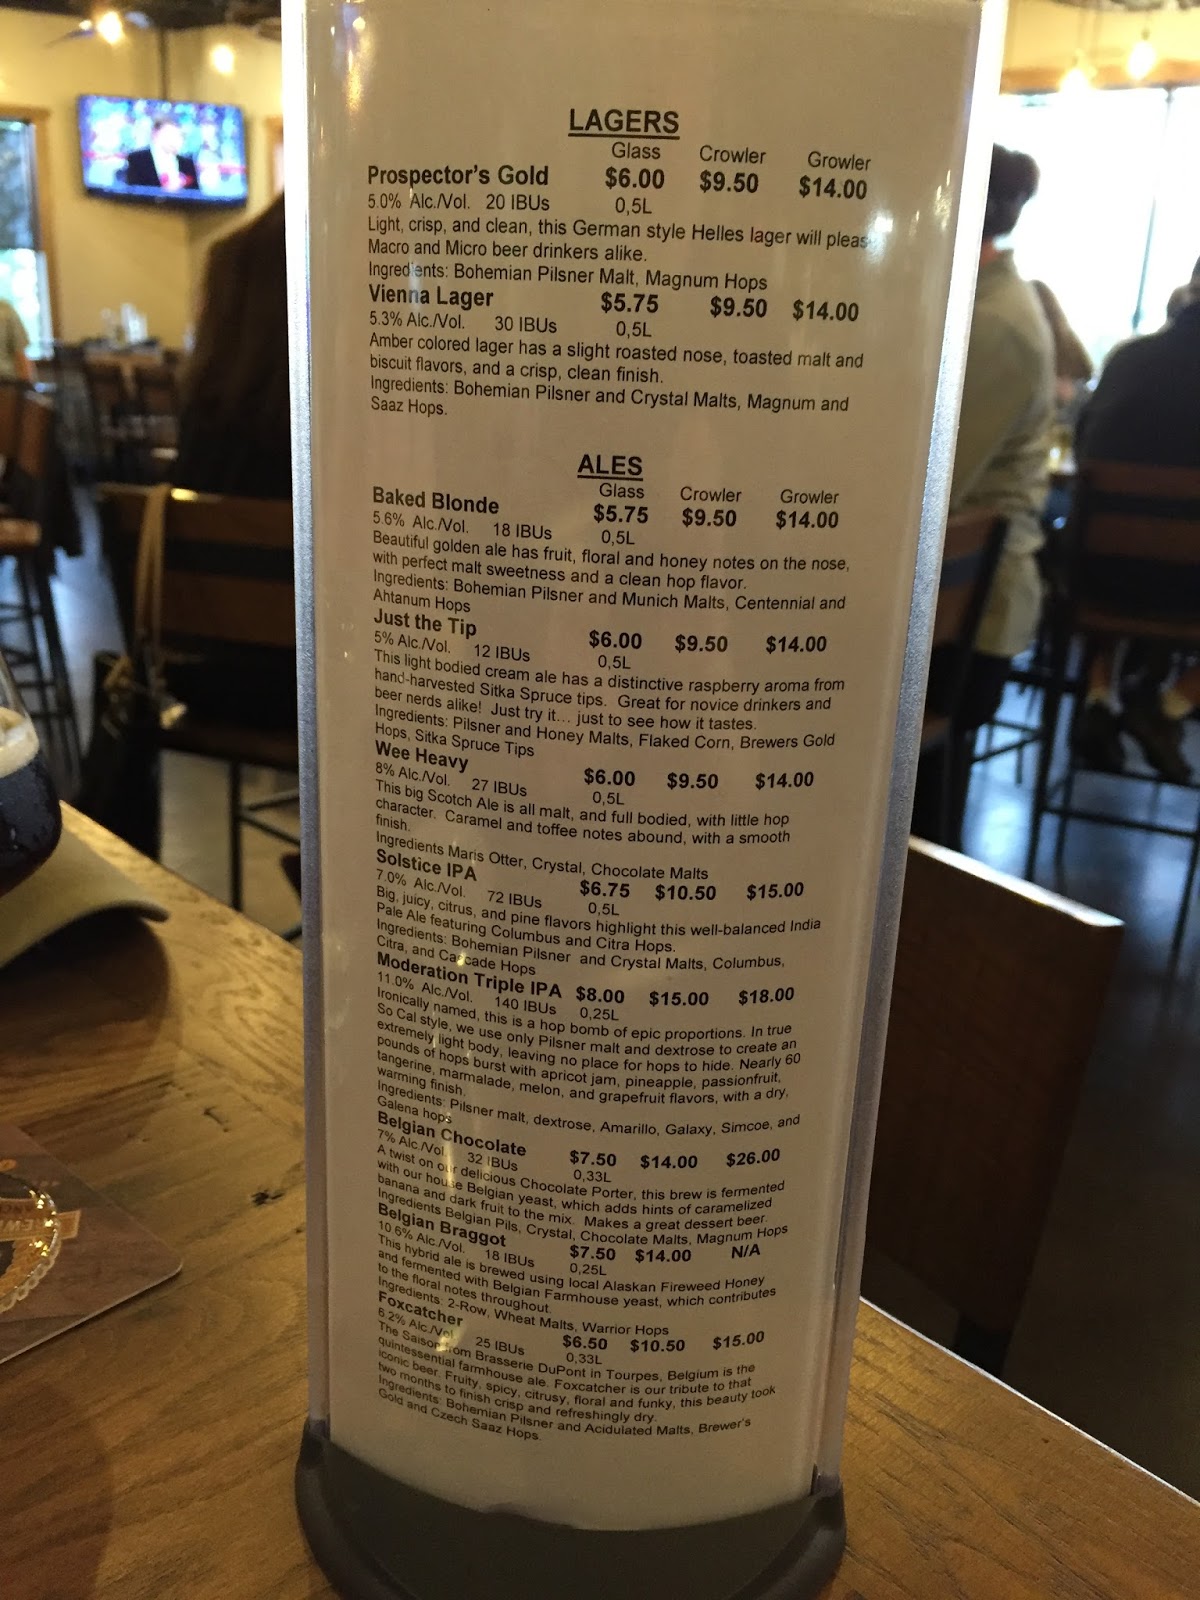 LAGERS
Glass Crowler Growler
Prospector's Gold $6.00 $9.50 $14.00
5.0% Alc./Vol. 20 IBUs 0,5L
Light, crisp, and clean, this German style Helles lager will pleas
Macro and Micro beer drinkers alike.
Ingredients: Bohemian Pilsner Malt, Magnum Hops
Vienna Lager $5.75 $9.50 $14.00
5.3% Alc./Vol. 30 IBUs 0,5L
Amber colored lager has a slight roasted nose, toasted malt and
biscuit flavors, and a crisp, clean finish.
Ingredients: Bohemian Pilsner and Crystal Malts, Magnum and
Saaz Hops.
ALES
Glass Crowler Growler
Baked Blonde $5.75 $9.50 $14.00
5.6% Alc./Vol. 18 IBUs 0,5L
Beautiful golden ale has fruit, floral and honey notes on the nose,
with perfect malt sweetness and a clean hop flavor.
Ingredients: Bohemian Pilsner and Munich Malts, Centennial and
Ahtanum Hops
Just the Tip $6.00 $9.50 $14.00
5% Alc./Vol. 12 IBUs 0,5L
This light bodied cream ale has a distinctive raspberry aroma from
hand-harvested Sitka Spruce tips. Great for novice drinkers and
beer nerds alike! Just try it... just to see how it tastes.
Ingredients: Pilsner and Honey Malts, Flaked Corn, Brewers Gold
Hops, Sitka Spruce Tips
Wee Heavy $6.00 $9.50 $14.00
8% Alc./Vol. 27 IBUs 0,5L
This big Scotch Ale is all malt, and full bodied, with little hop
character. Caramel and toffee notes abound, with a smooth
finish.
Ingredients Maris Otter, Crystal, Chocolate Malts
Solstice IPA $6.75 $10.50 $15.00
7.0% Alc./Vol. 72 IBUs 0,5L
Big, juicy, citrus, and pine flavors highlight this well-balanced India
Pale Ale featuring Columbus and Citra Hops.
Ingredients: Bohemian Pilsner and Crystal Malts, Columbus,
Citra, and Cascade Hops
Moderation Triple IPA $8.00 $15.00 $18.00
11.0% Alc./Vol. 140 IBUs 0,25L
Ironically named, this is a hop bomb of epic proportions. In true
So Cal style, we use only Pilsner malt and dextrose to create an
extremely light body, leaving no place for hops to hide. Nearly 60
pounds of hops burst with apricot jam, pineapple, passionfruit,
tangerine, marmalade, melon, and grapefruit flavors, with a dry,
warming finish.
Ingredients: Pilsner malt, dextrose, Amarillo, Galaxy, Simcoe, and
Galena hops
Belgian Chocolate $7.50 $14.00 $26.00
7% Alc./Vol. 32 IBUs 0,33L
A twist on our delicious Chocolate Porter, this brew is fermented
with our house Belgian yeast, which adds hints of caramelized
banana and dark fruit to the mix. Makes a great dessert beer.
Ingredients Belgian Pils, Crystal, Chocolate Malts, Magnum Hops
Belgian Braggot $7.50 $14.00 N/A
10.6% Alc./Vol. 18 IBUs 0,25L
This hybrid ale is brewed using local Alaskan Fireweed Honey
and fermented with Belgian Farmhouse yeast, which contributes
to the floral notes throughout.
Ingredients: 2-Row, Wheat Malts, Warrior Hops
Foxcatcher $6.50 $10.50 $15.00
6.2% Alc./Vol. 25 IBUs 0,33L
The Saison from Brasserie DuPont in Tourpes, Belgium is the
quintessential farmhouse ale. Foxcatcher is our tribute to that
iconic beer. Fruity, spicy, citrusy, floral and funky, this beauty took
two months to finish crisp and refreshingly dry.
Ingredients: Bohemian Pilsner and Acidulated Malts, Brewer's
Gold and Czech Saaz Hops.